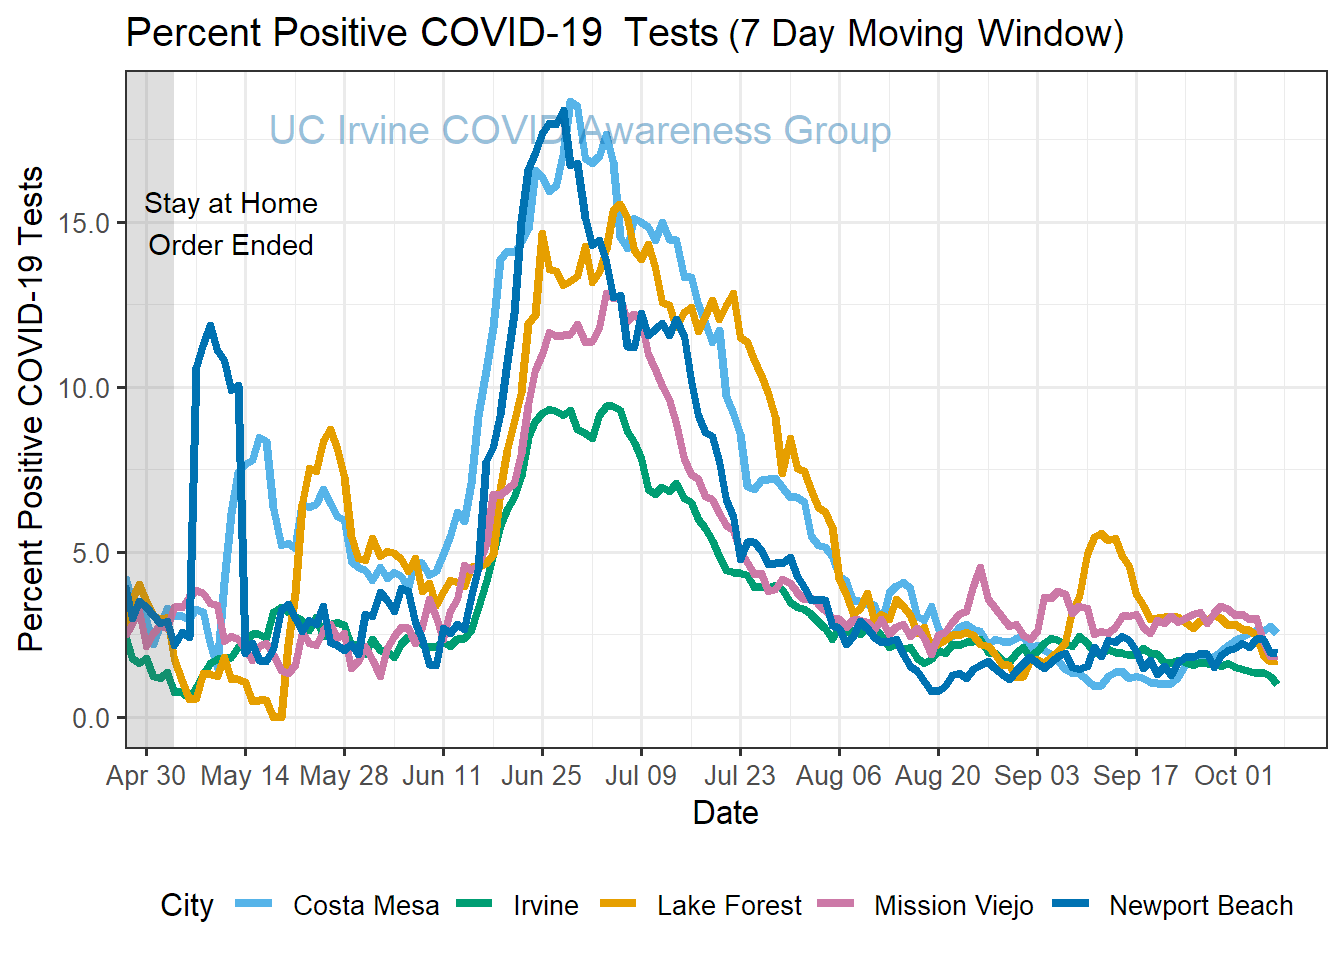 Percent Positive COVID-19  Tests (7 Day Moving Window)
UC Irvine COVID Awareness Group
Stay at Home
Order Ended
Percent Positive COVID-19 Tests
15.0
10.0
5.0
0.0
Apr 30 May 14 May 28 Jun 11 Jun 25 Jul 09 Jul 23 Aug 06 Aug 20 Sep 03 Sep 17 Oct 01
Date
City Costa Mesa Irvine Lake Forest Mission Viejo Newport Beach